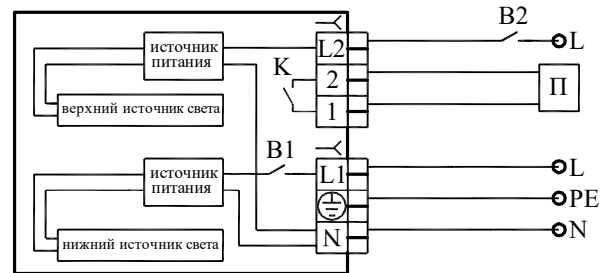 B2
источник
питания
L2
L
K
2
П
верхний источник света
1
B1
источник
питания
L1
L
PE
N
N
нижний источник света